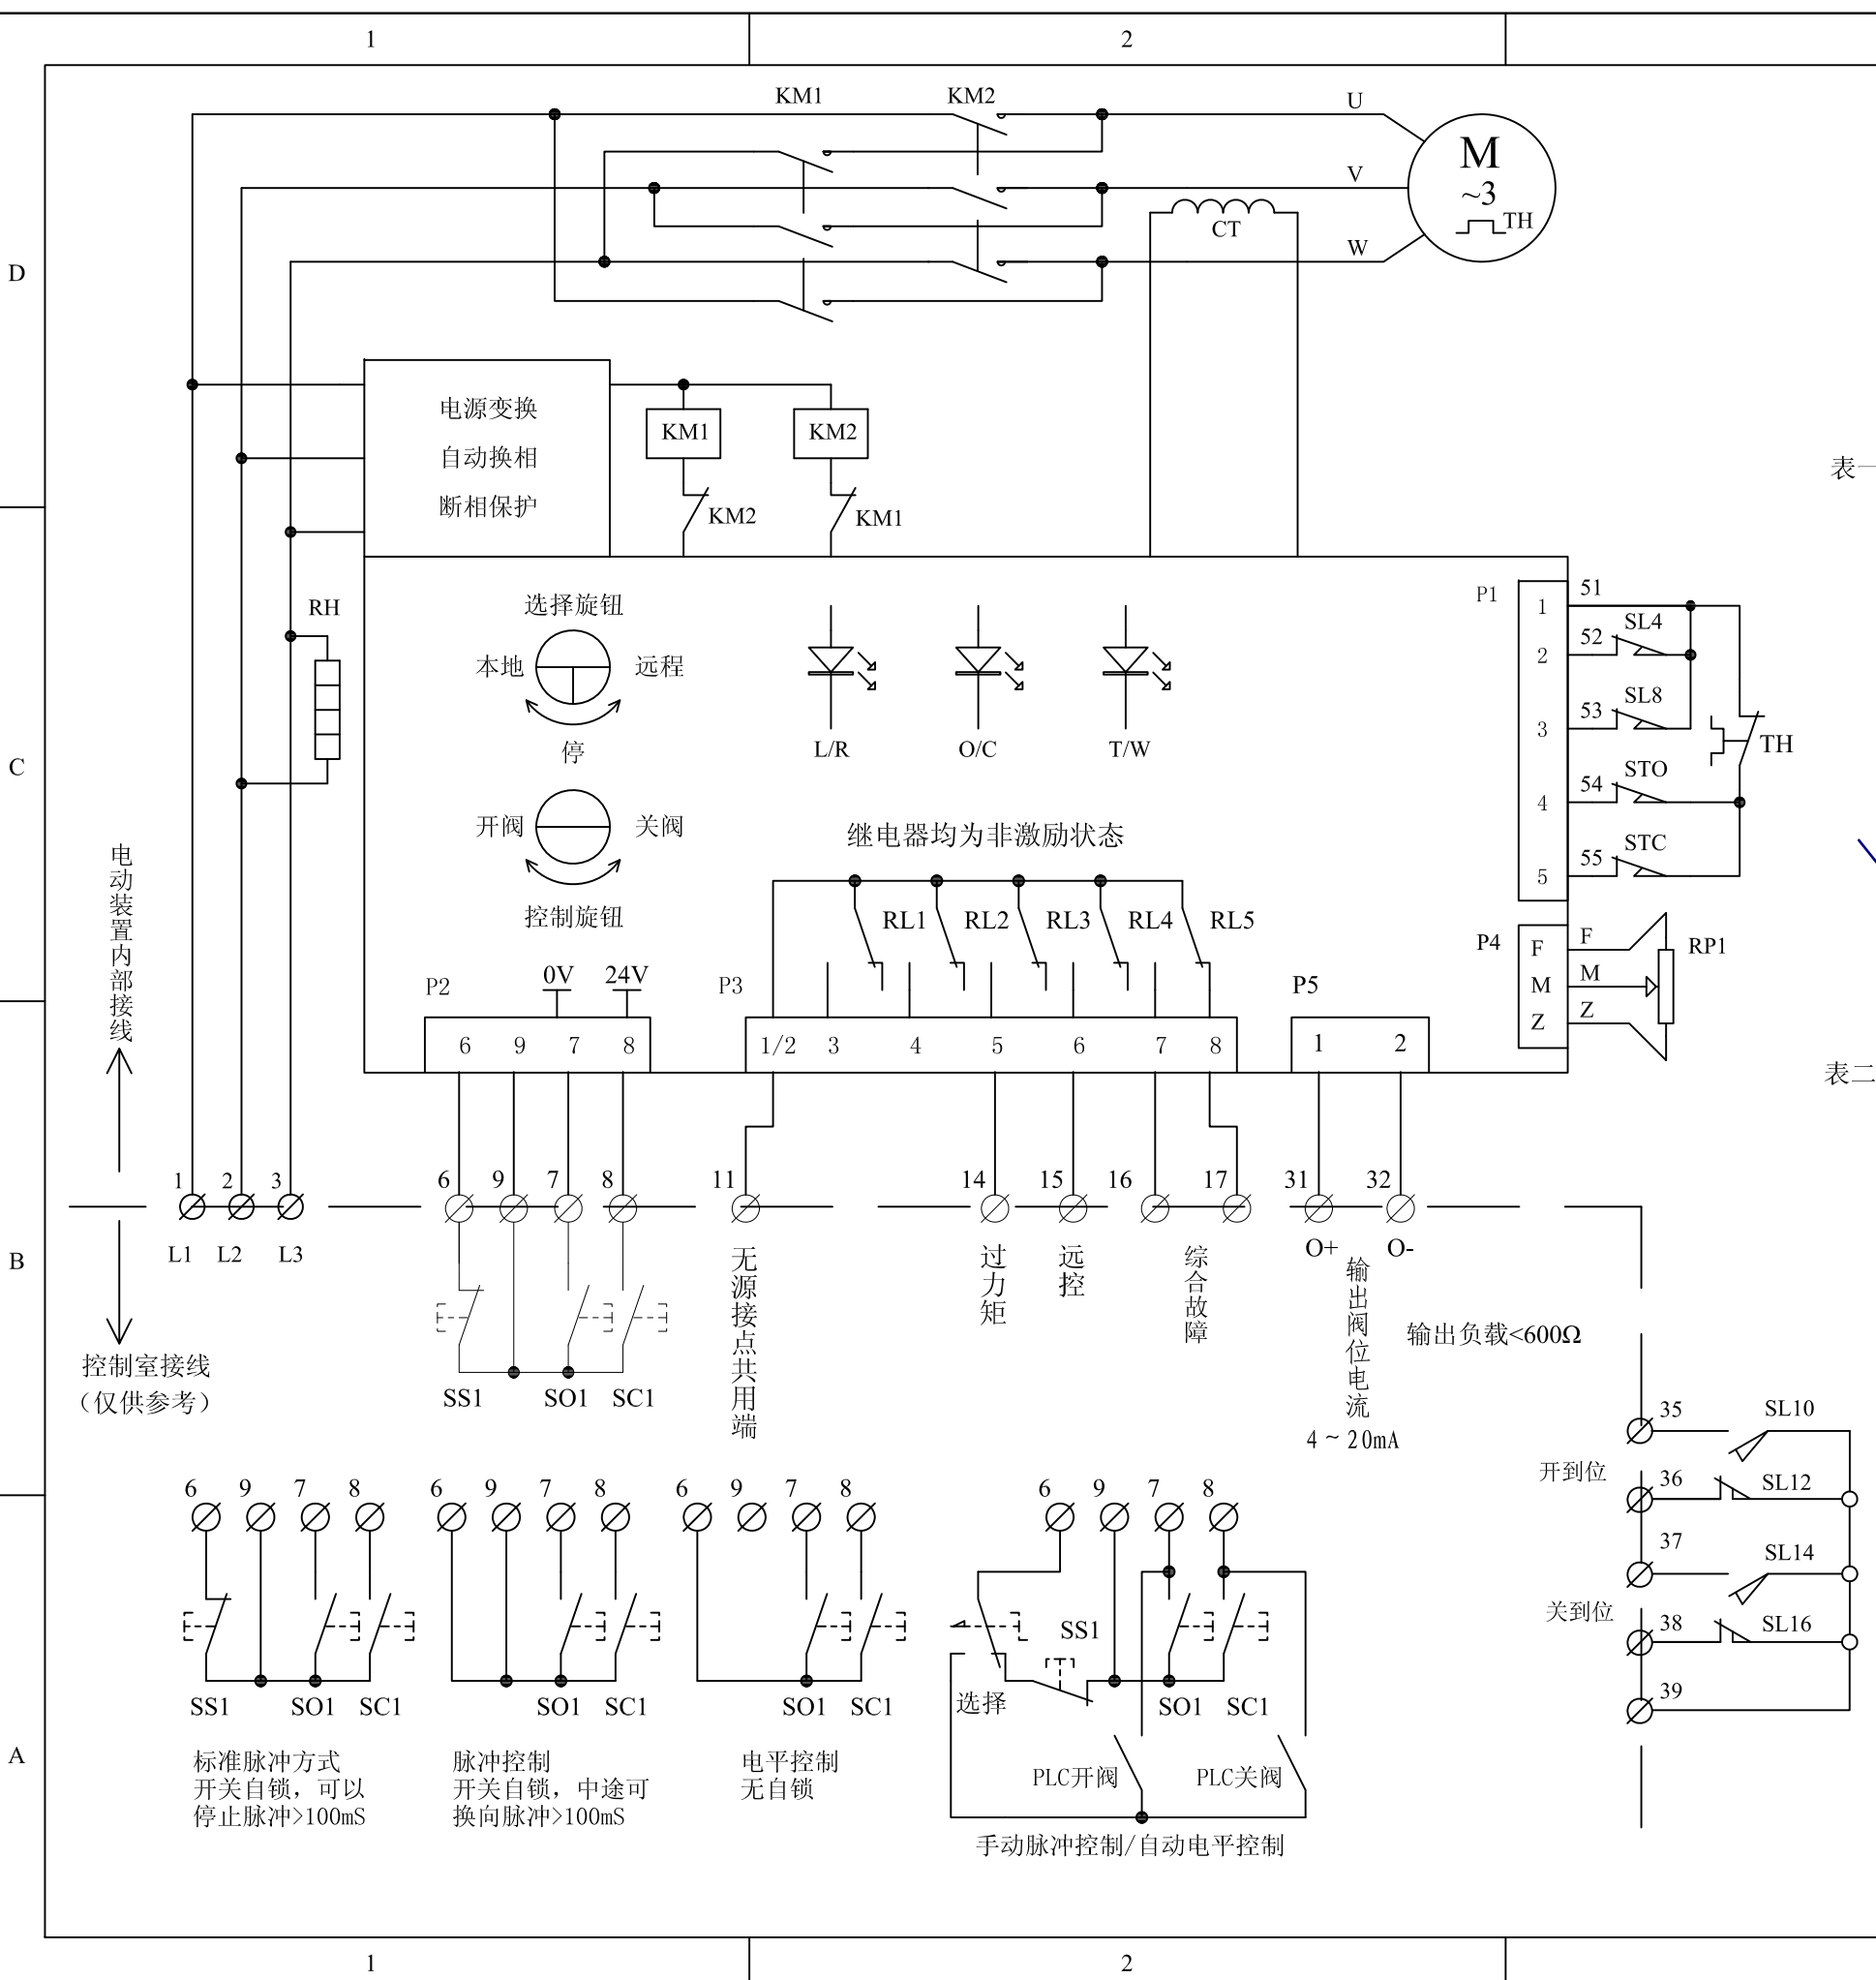 1
2
KM1
KM2
U
V
W
M
~3
TH
CT
D
电源变换
自动换相
断相保护
KM1
KM2
KM2
KM1
表一
RH
选择旋钮
本地
远程
停
L/R
O/C
T/W
P1
1
51
SL4
2
52
SL8
3
53
TH
STO
4
54
STC
5
55
C
开阀
关阀
控制旋钮
继电器均为非激励状态
RL1
RL2
RL3
RL4
RL5
P4
F
M
Z
F
M
Z
RP1
电动装置内部接线
P2
0V
24V
6
9
7
8
P3
1/2
3
4
5
6
7
8
P5
1
2
表二
1
2
3
6
9
7
8
11
14
15
16
17
31
32
B
L1
L2
L3
无源接点共用端
过力矩
远控
综合故障
O+
O-
输出阀位电流
4~20mA
输出负载<600Ω
控制室接线
（仅供参考）
SS1
SO1
SC1
35
SL10
开到位
36
SL12
37
SL14
关到位
38
SL16
39
6
9
7
8
SS1
SO1
SC1
标准脉冲方式
开关自锁，可以
停止脉冲>100mS
6
9
7
8
SO1
SC1
脉冲控制
开关自锁，中途可
换向脉冲>100mS
6
9
7
8
SO1
SC1
电平控制
无自锁
6
9
7
8
SS1
选择
SO1
SC1
PLC开阀
PLC关阀
手动脉冲控制/自动电平控制
A
1
2